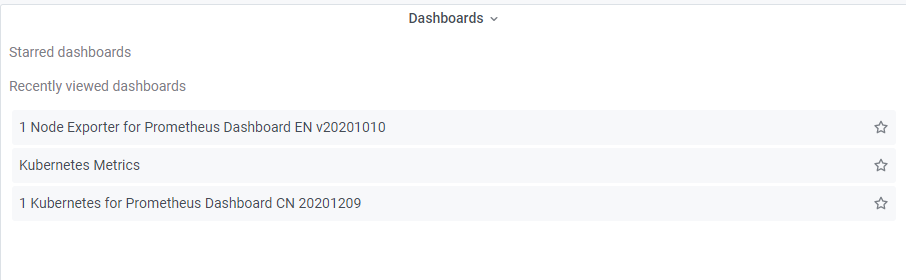 Dashboards
Starred dashboards
Recently viewed dashboards
1 Node Exporter for Prometheus Dashboard EN v20201010
Kubernetes Metrics
1 Kubernetes for Prometheus Dashboard CN 20201209